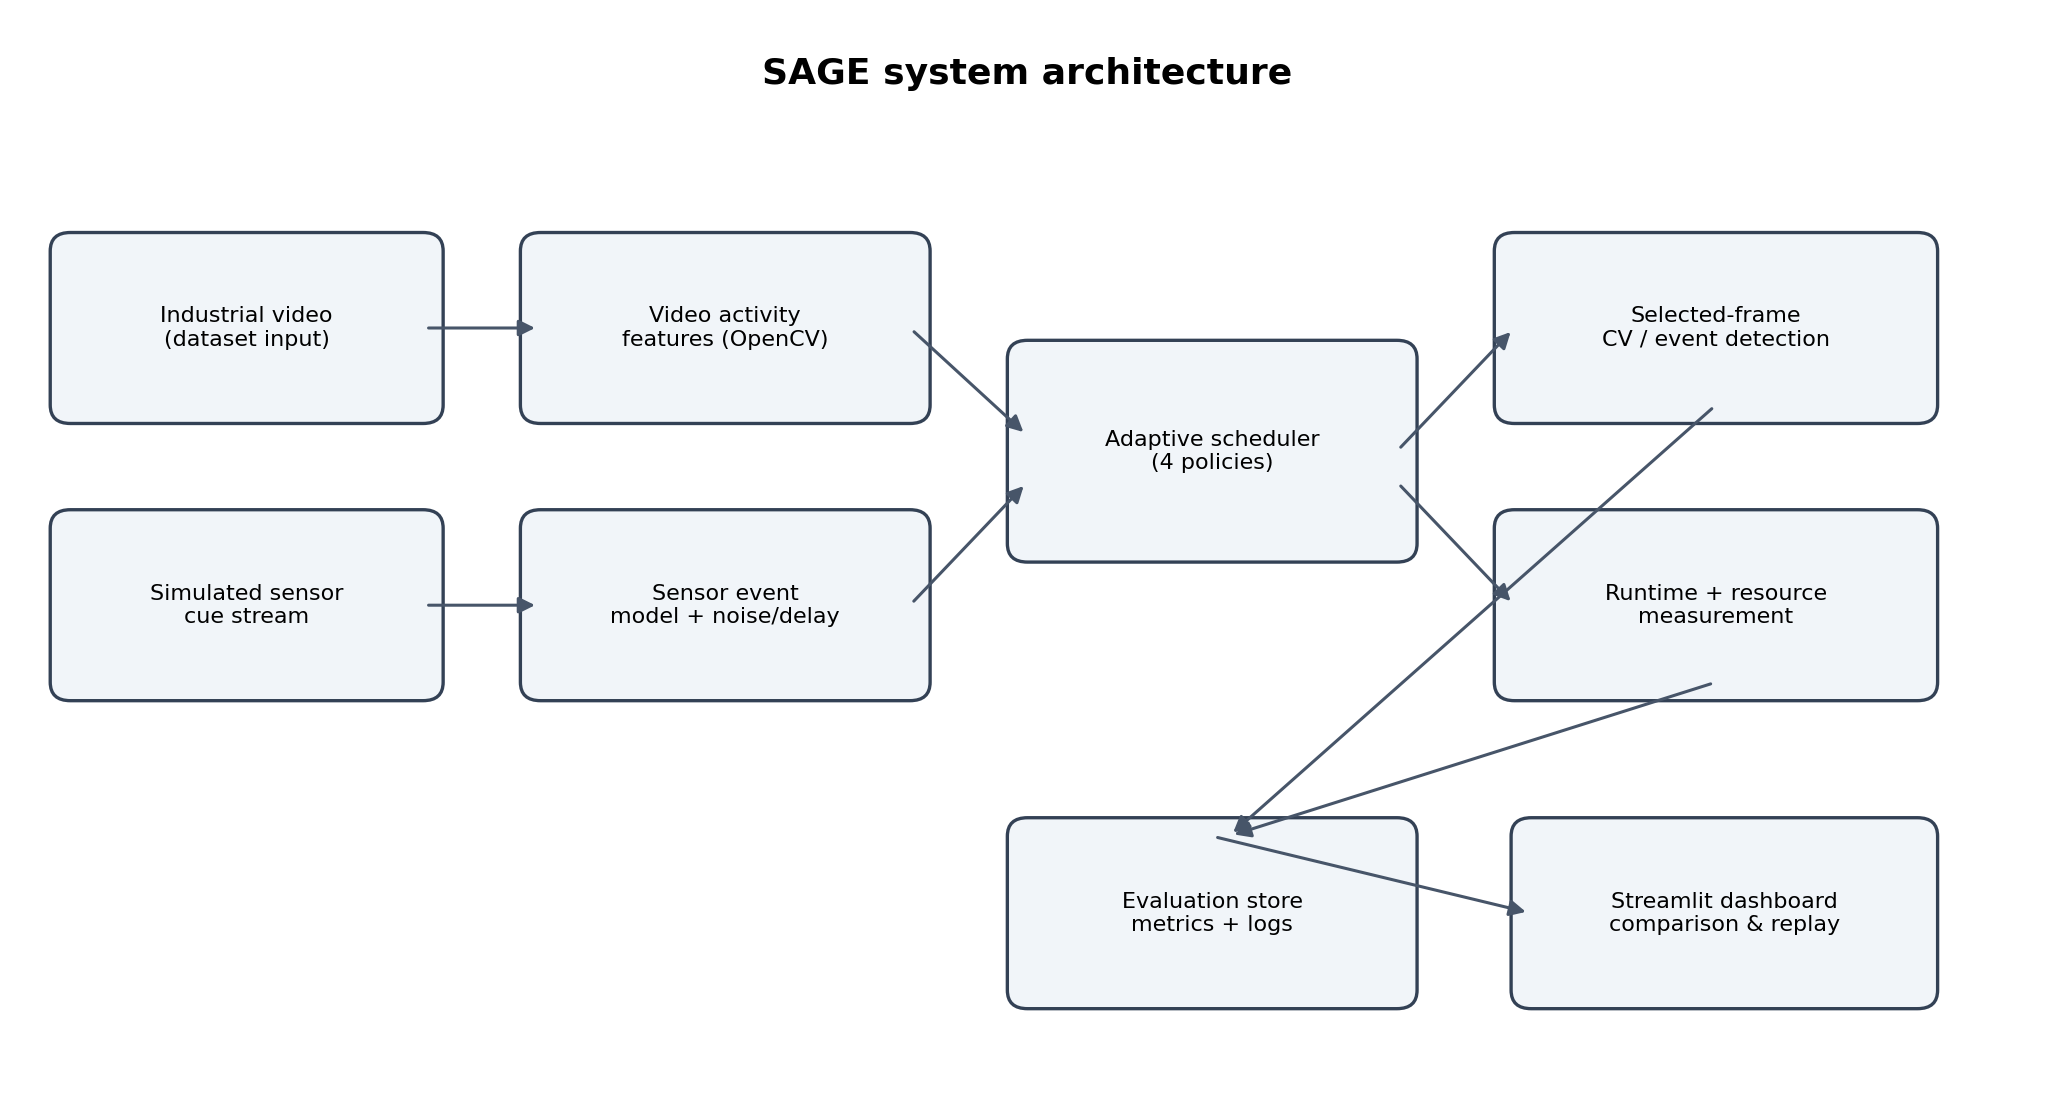 SAGE system architecture
Industrial video
(dataset input)
Video activity
features (OpenCV)
Selected-frame
CV / event detection
Adaptive scheduler
(4 policies)
Simulated sensor
cue stream
Sensor event
model + noise/delay
Runtime + resource
measurement
Evaluation store
metrics + logs
Streamlit dashboard
comparison & replay